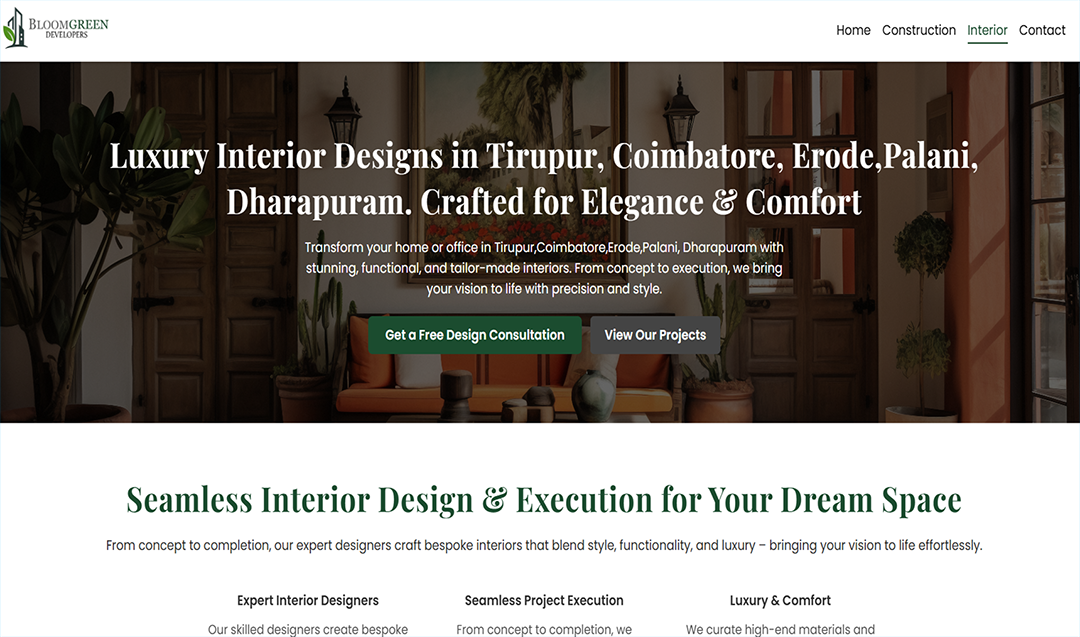 BLOOMGREEN
DEVELOPERS
Home Construction Interior Contact
Luxury Interior Designs in Tirupur, Coimbatore, Erode,Palani,
Dharapuram. Crafted for Elegance & Comfort
Transform your home or office in Tirupur,Coimbatore,Erode,Palani, Dharapuram with
stunning, functional, and tailor-made interiors. From concept to execution, we bring
your vision to life with precision and style.
Get a Free Design Consultation View Our Projects
Seamless Interior Design & Execution for Your Dream Space
From concept to completion, our expert designers craft bespoke interiors that blend style, functionality, and luxury – bringing your vision to life effortlessly.
Expert Interior Designers Seamless Project Execution Luxury & Comfort
Our skilled designers create bespoke From concept to completion, we We curate high-end materials and